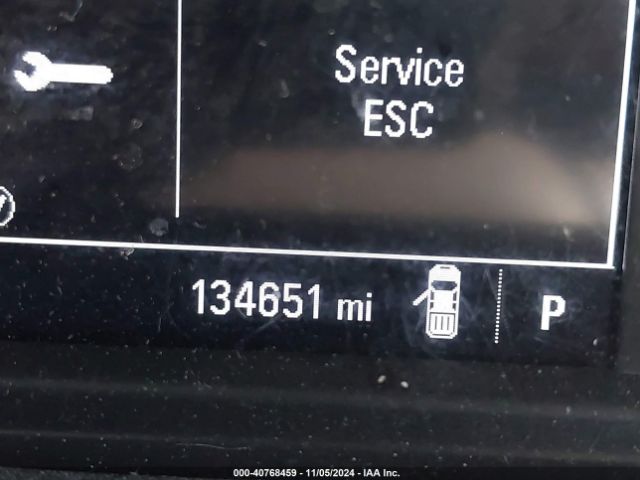 Service
ESC
134651 mi
P
000-40768459 - 11/05/2024 - IAA Inc.